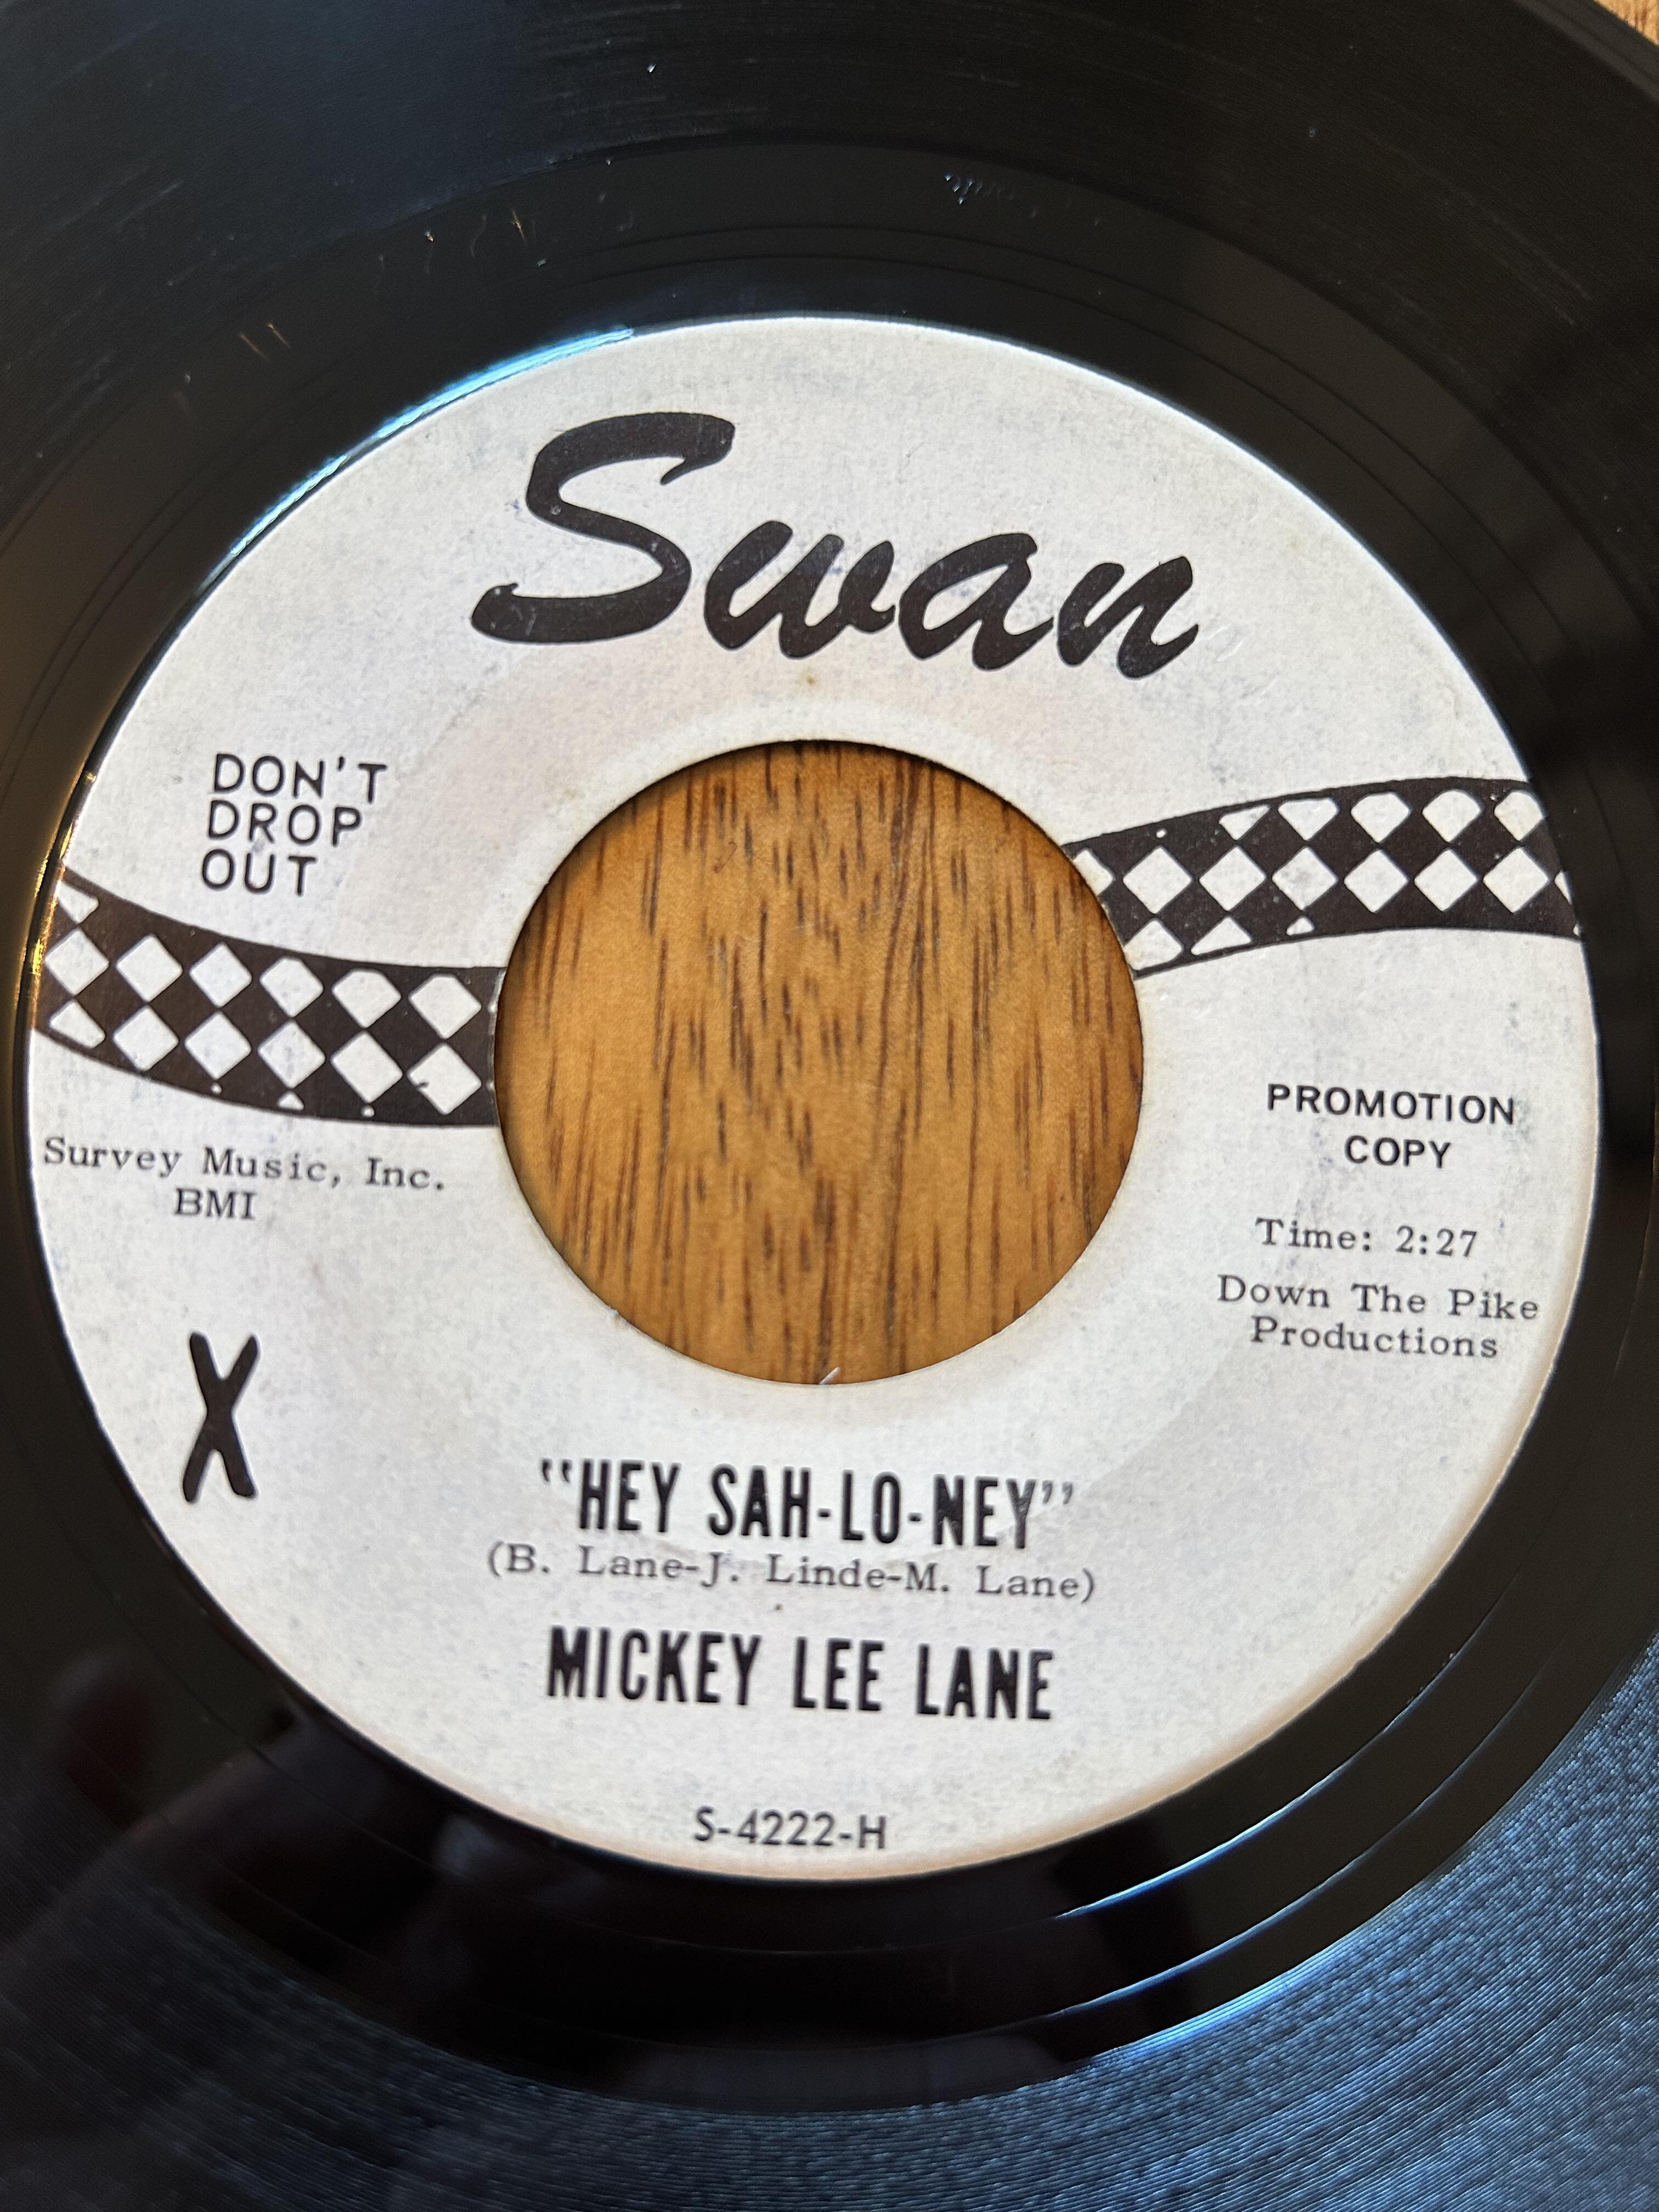 Swan
DON'T
DROP
OUT
Survey Music, Inc.
BMI
PROMOTION
COPY
Time: 2:27
Down The Pike
Productions
X
"HEY SAH-LO-NEY"
(B. Lane-J. Linde-M. Lane)
MICKEY LEE LANE
S-4222-H